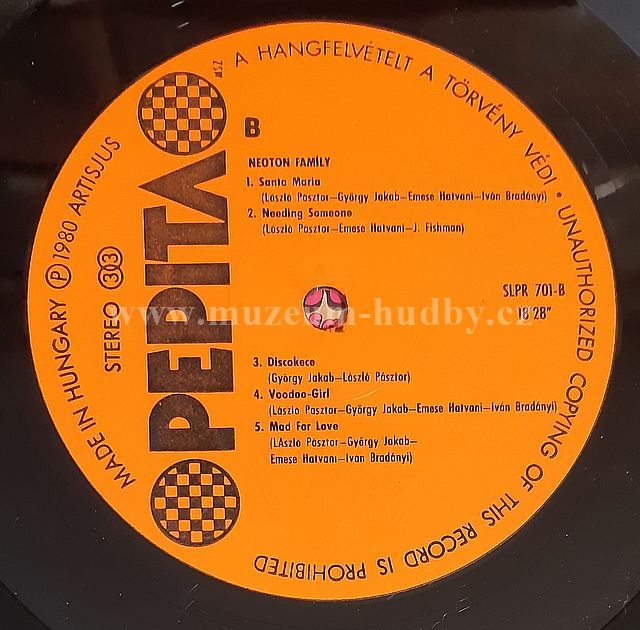 A HANGFELVÉTELT A TÖRVÉNY VÉDI • UNAUTHORIZED COPYING OF THIS RECORD IS PROHIBITED
MADE IN HUNGARY Ⓟ 1980 ARTISJUS
STEREO 33
PEPITA
MSZ
B
NEOTON FAMÍLY
1. Santa Maria
(László Pásztor–György Jakab–Emese Hatvani–Iván Bradányi)
2. Needing Someone
(László Pásztor–Emese Hatvani–J. Fishman)
SLPR 701-B
18'28"
www.muzeum-hudby.cz
3. Discokece
(György Jakab–László Pásztor)
4. Voodoo-Girl
(László Pásztor–György Jakab–Emese Hatvani–Iván Bradányi)
5. Mad For Love
(LAszló Pásztor–György Jakab–
Emese Hatvani–Ivan Bradányi)